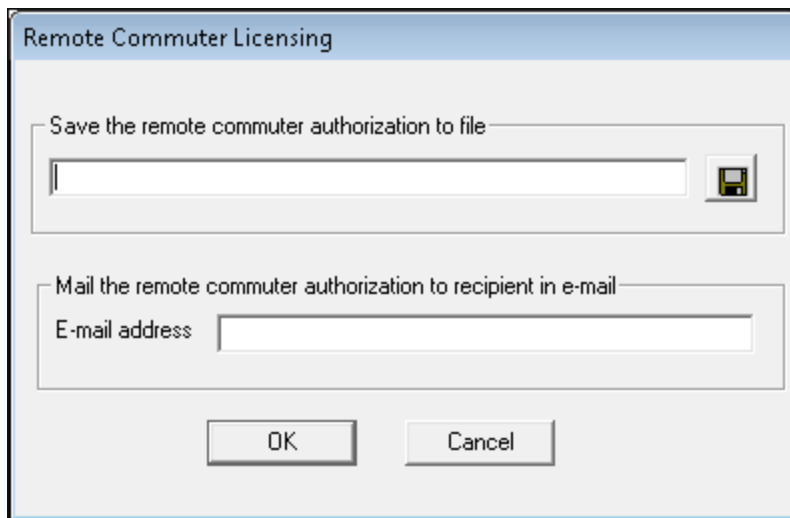 Remote Commuter Licensing
Save the remote commuter authorization to file
Mail the remote commuter authorization to recipient in e-mail
E-mail address
OK
Cancel